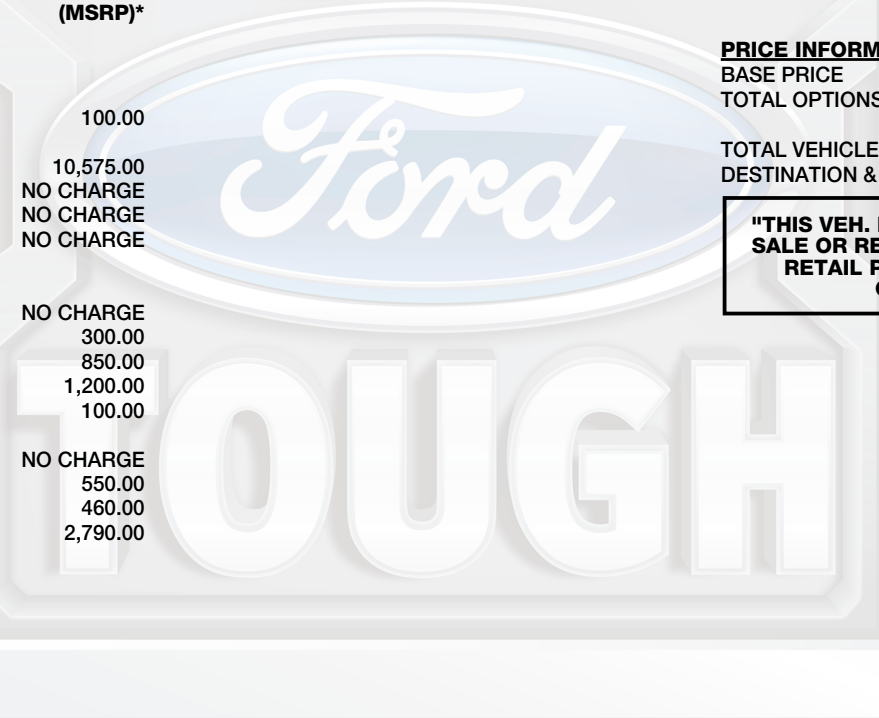 (MSRP)*
100.00
10,575.00
NO CHARGE
NO CHARGE
NO CHARGE
NO CHARGE
300.00
850.00
1,200.00
100.00
NO CHARGE
550.00
460.00
2,790.00
PRICE INFORM
BASE PRICE
TOTAL OPTIONS
TOTAL VEHICLE
DESTINATION &
"THIS VEH.
SALE OR RE
RETAIL P
Ford
TOUGH